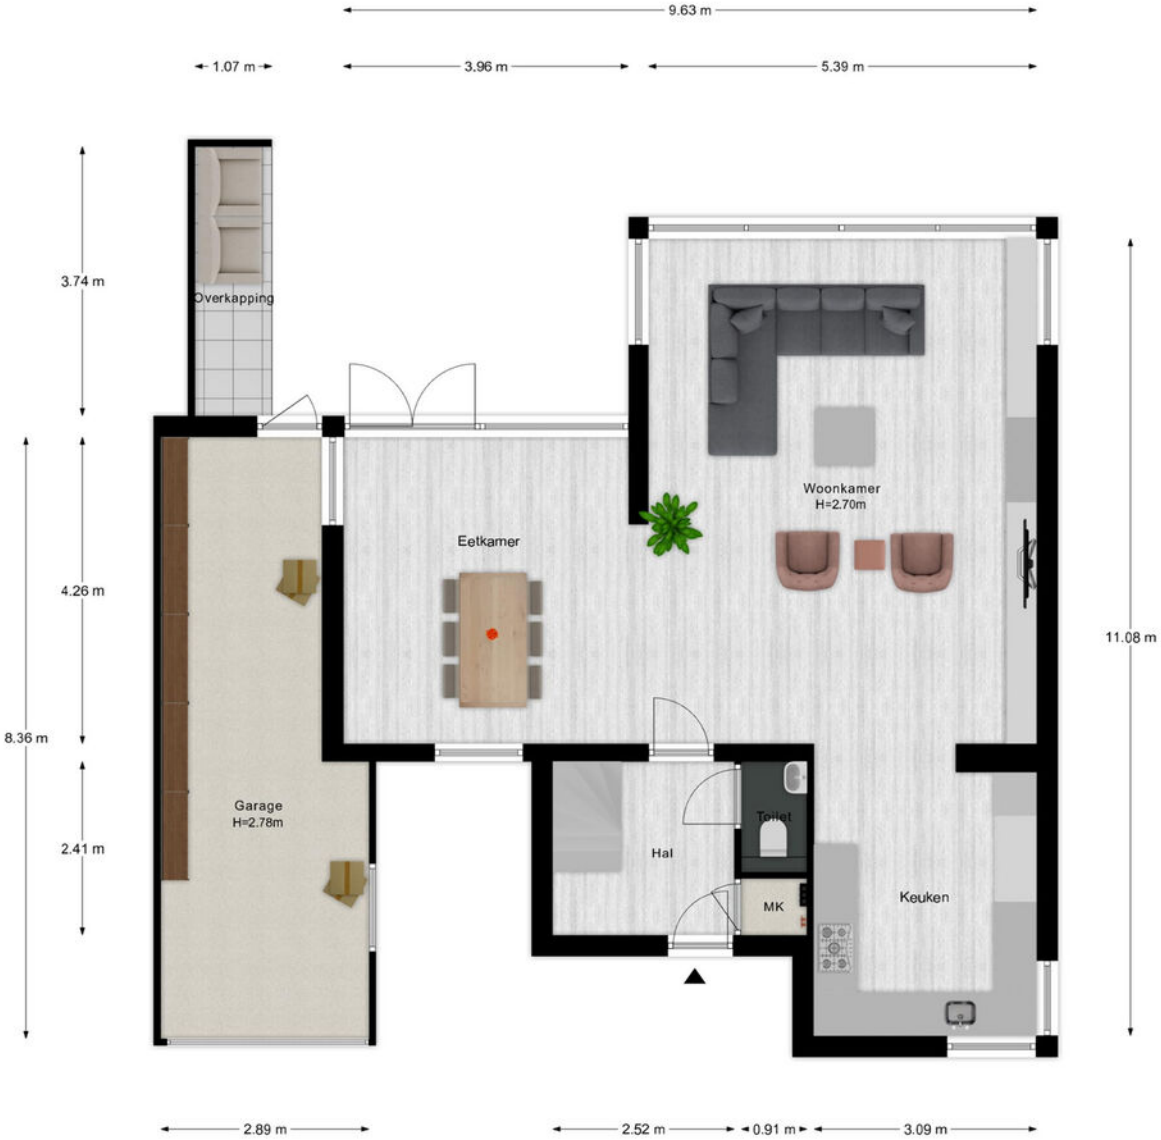 9.63 m
1.07 m
3.96 m
5.39 m
3.74 m
Overkapping
Woonkamer
H=2.70m
Eetkamer
4.26 m
11.08 m
8.36 m
Garage
H=2.78m
Toilet
2.41 m
Hal
Keuken
MK
2.89 m
2.52 m
0.91 m
3.09 m